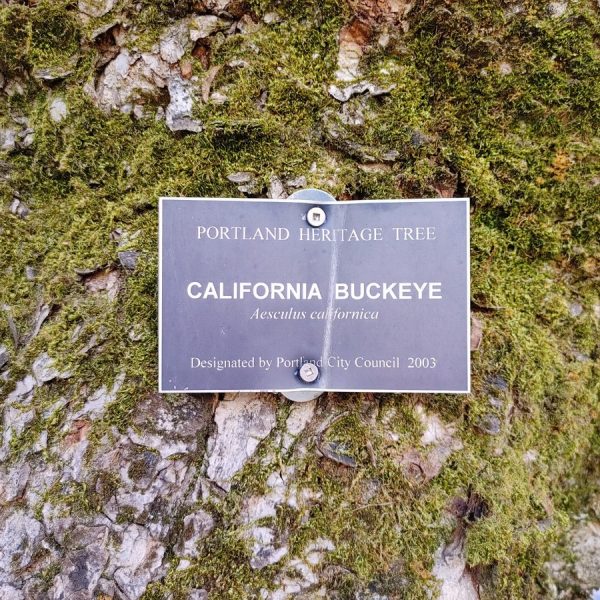 PORTLAND HERITAGE TREE
CALIFORNIA BUCKEYE
Aesculus californica
Designated by Portland City Council 2003